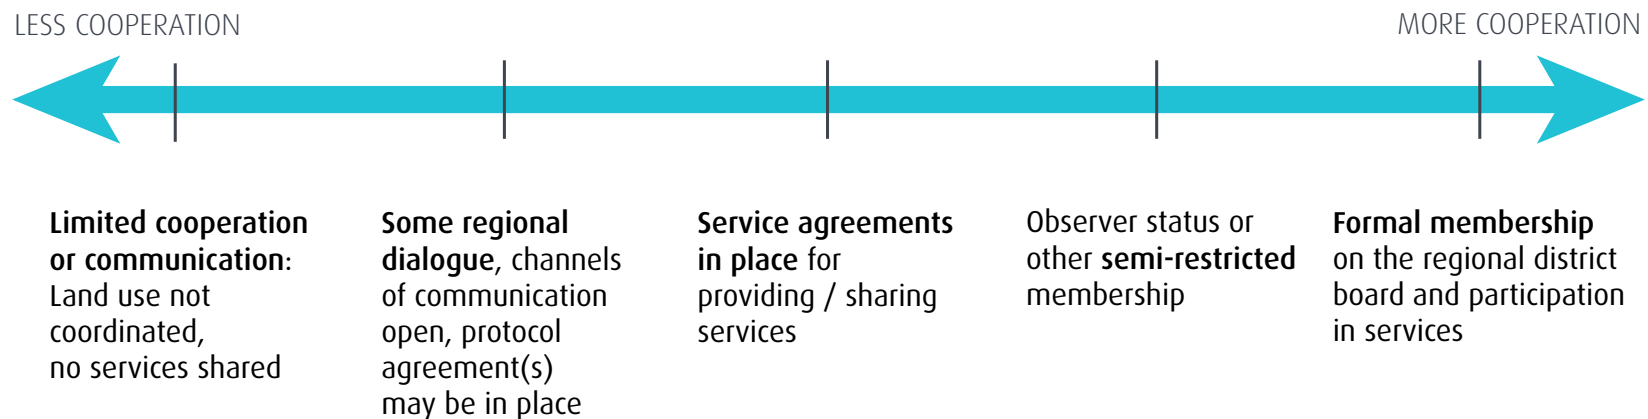 LESS COOPERATION
MORE COOPERATION
Limited cooperation
or communication:
Land use not
coordinated,
no services shared
Some regional
dialogue, channels
of communication
open, protocol
agreement(s)
may be in place
Service agreements
in place for
providing / sharing
services
Observer status or
other semi-restricted
membership
Formal membership
on the regional district
board and participation
in services